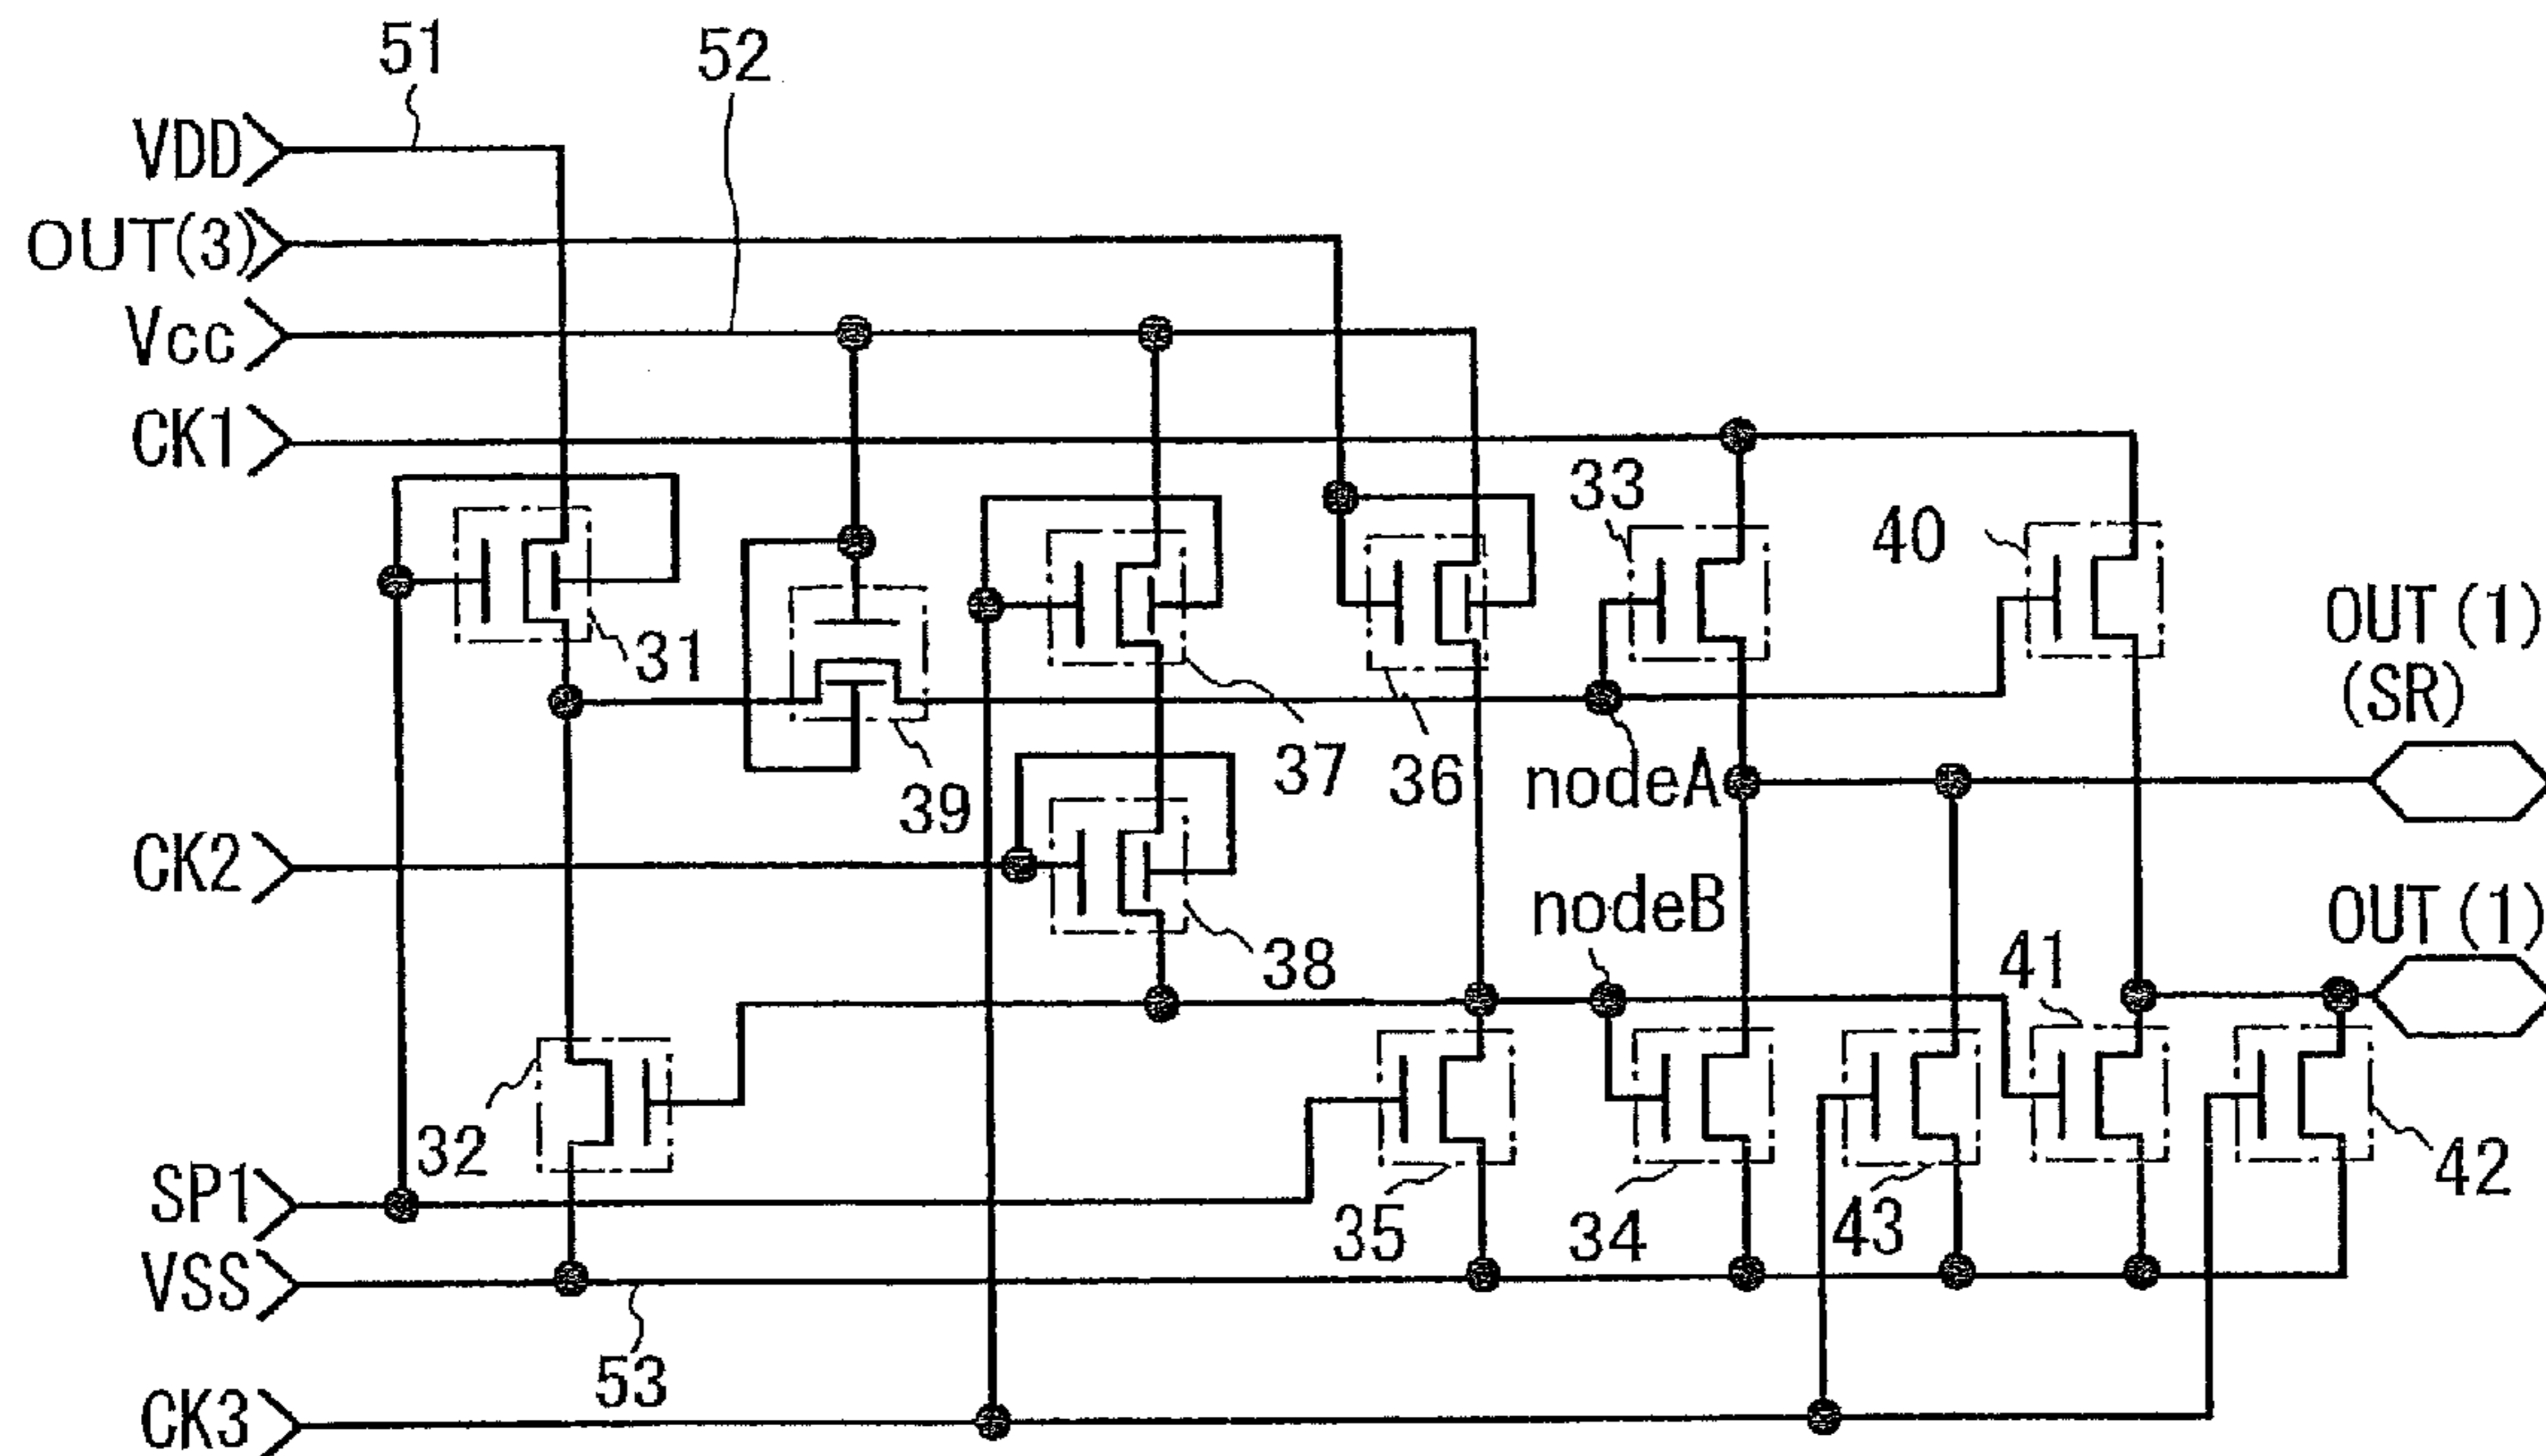 51
52
VDD
OUT(3)
Vcc
CK1
33
40
31
OUT (1)
(SR)
37
36
nodeA
39
CK2
nodeB
OUT (1)
38
41
32
42
SP1
35
34
43
VSS
53
CK3